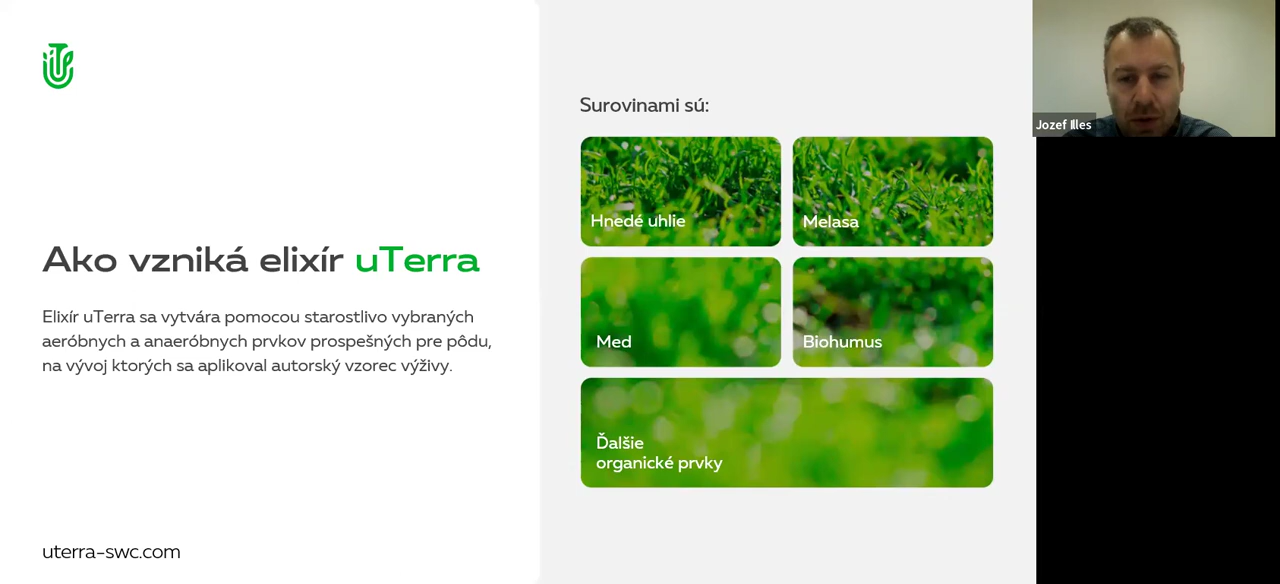 Ako vzniká elixír uTerra
Elixír uTerra sa vytvára pomocou starostlivo vybraných
aeróbnych a anaeróbnych prvkov prospešných pre pôdu,
na vývoj ktorých sa aplikoval autorský vzorec výživy.
uterra-swc.com
Surovinami sú:
Hnedé uhlie
Melasa
Med
Biohumus
Ďalšie
organické prvky
Jozef Illes